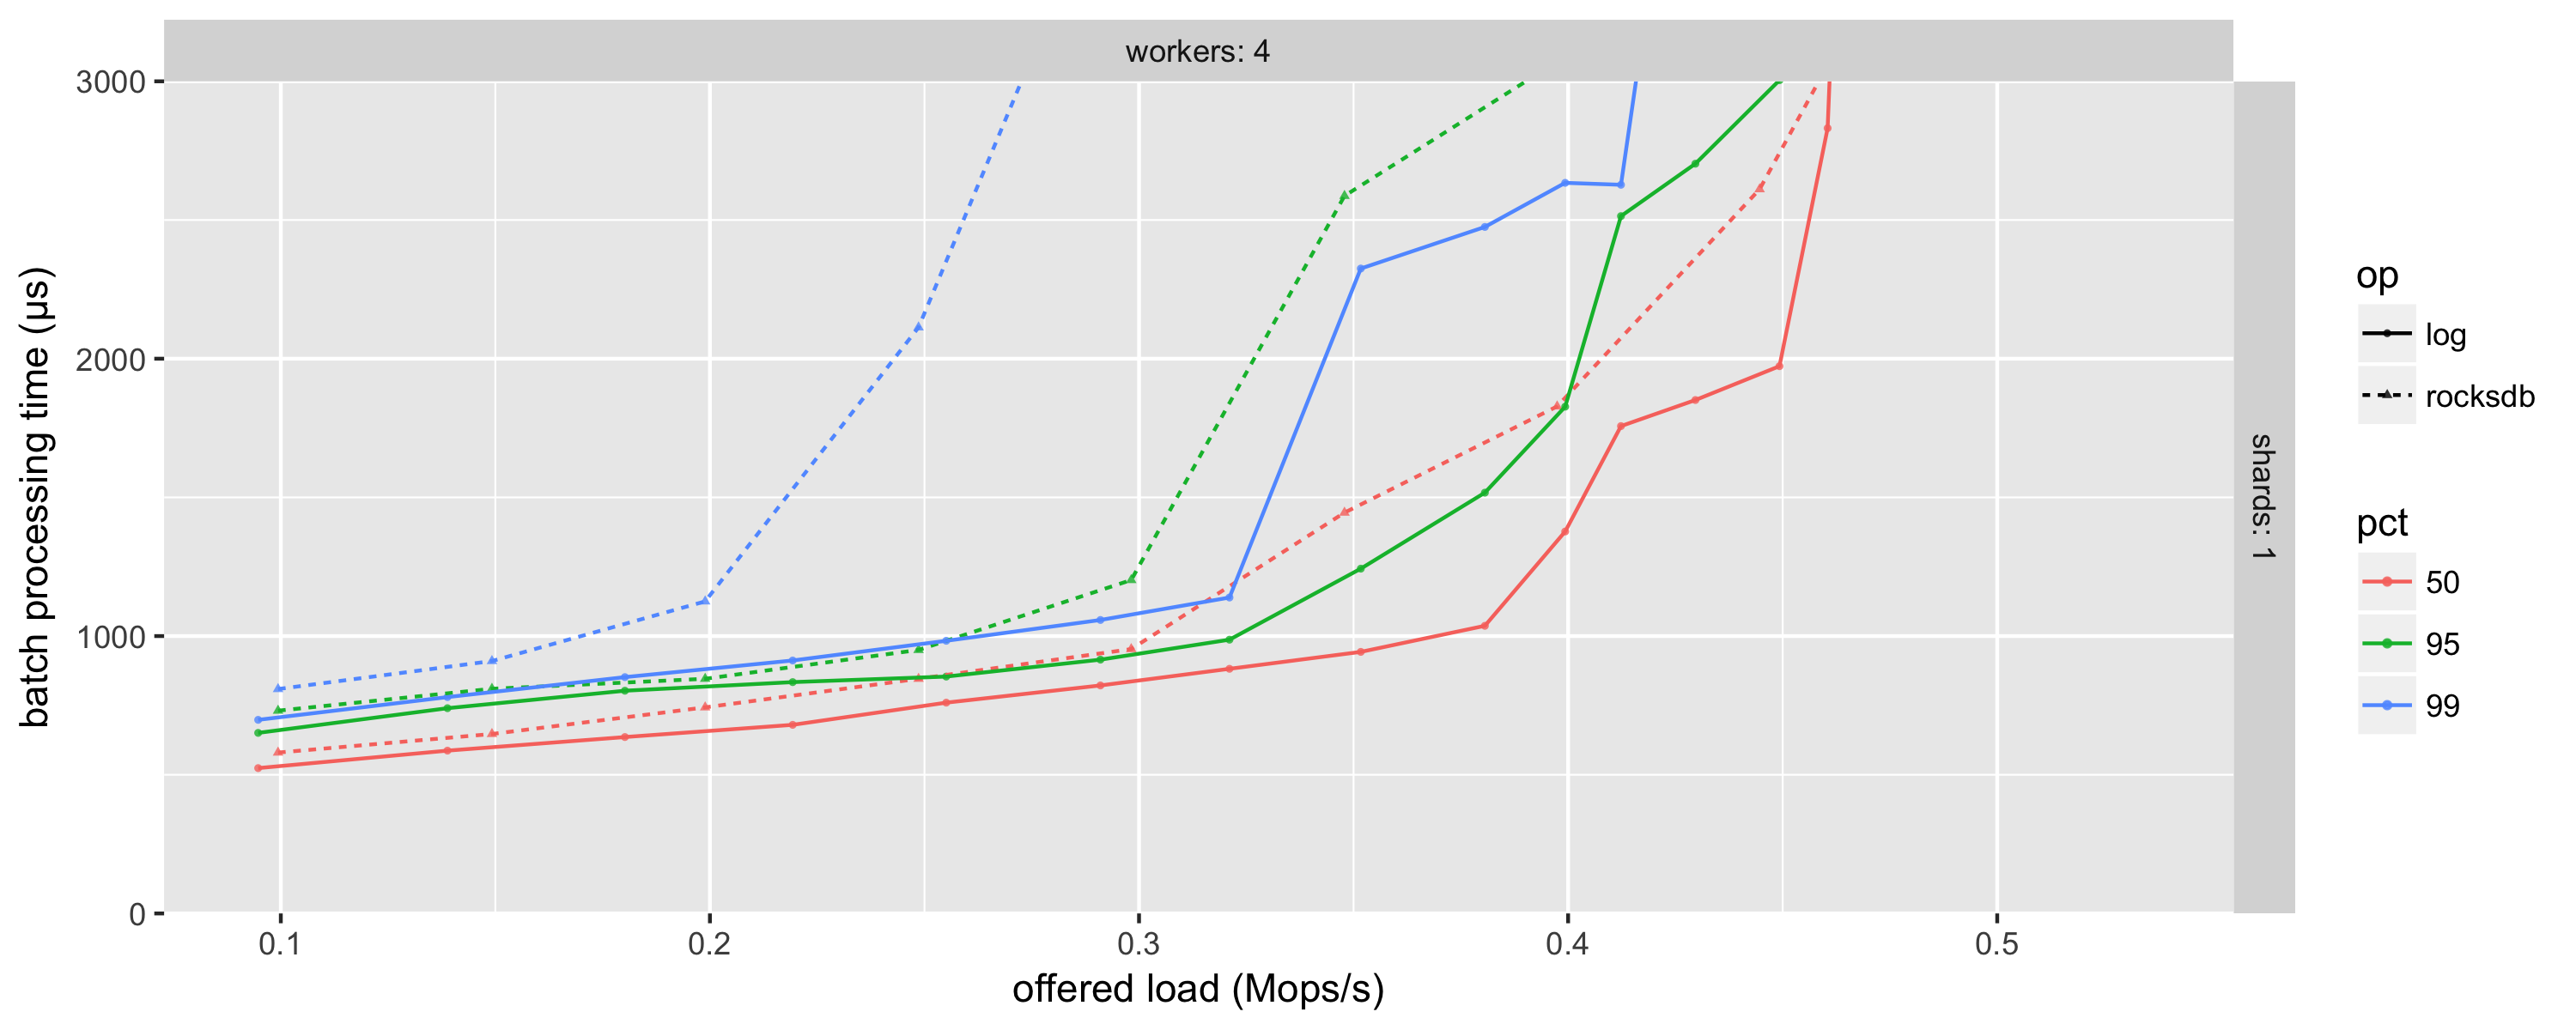 workers: 4
3000
2000
1000
0
batch processing time (µs)
0.1
0.2
0.3
0.4
0.5
offered load (Mops/s)
shards: 1
op
log
rocksdb
pct
50
95
99